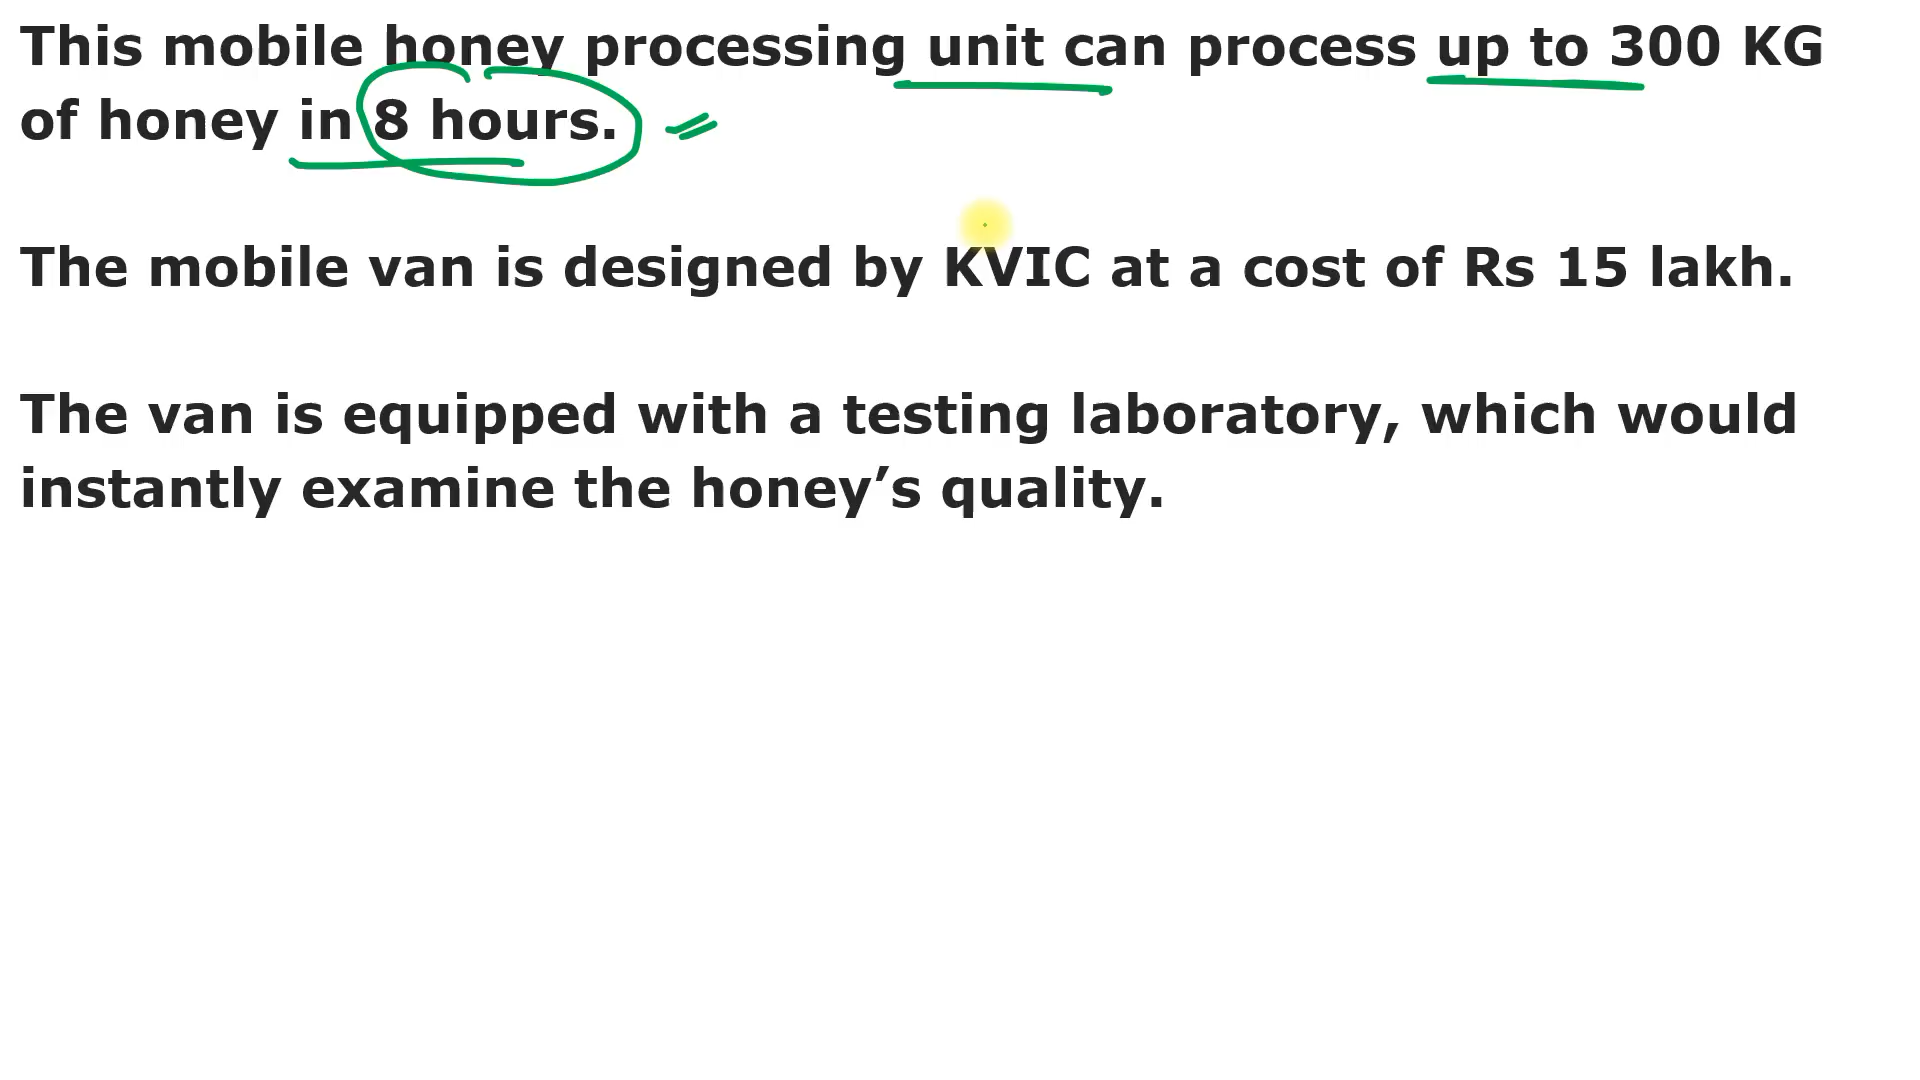 This mobile honey processing unit can process up to 300 KG
of honey in 8 hours.
The mobile van is designed by KVIC at a cost of Rs 15 lakh.
The van is equipped with a testing laboratory, which would
instantly examine the honey’s quality.